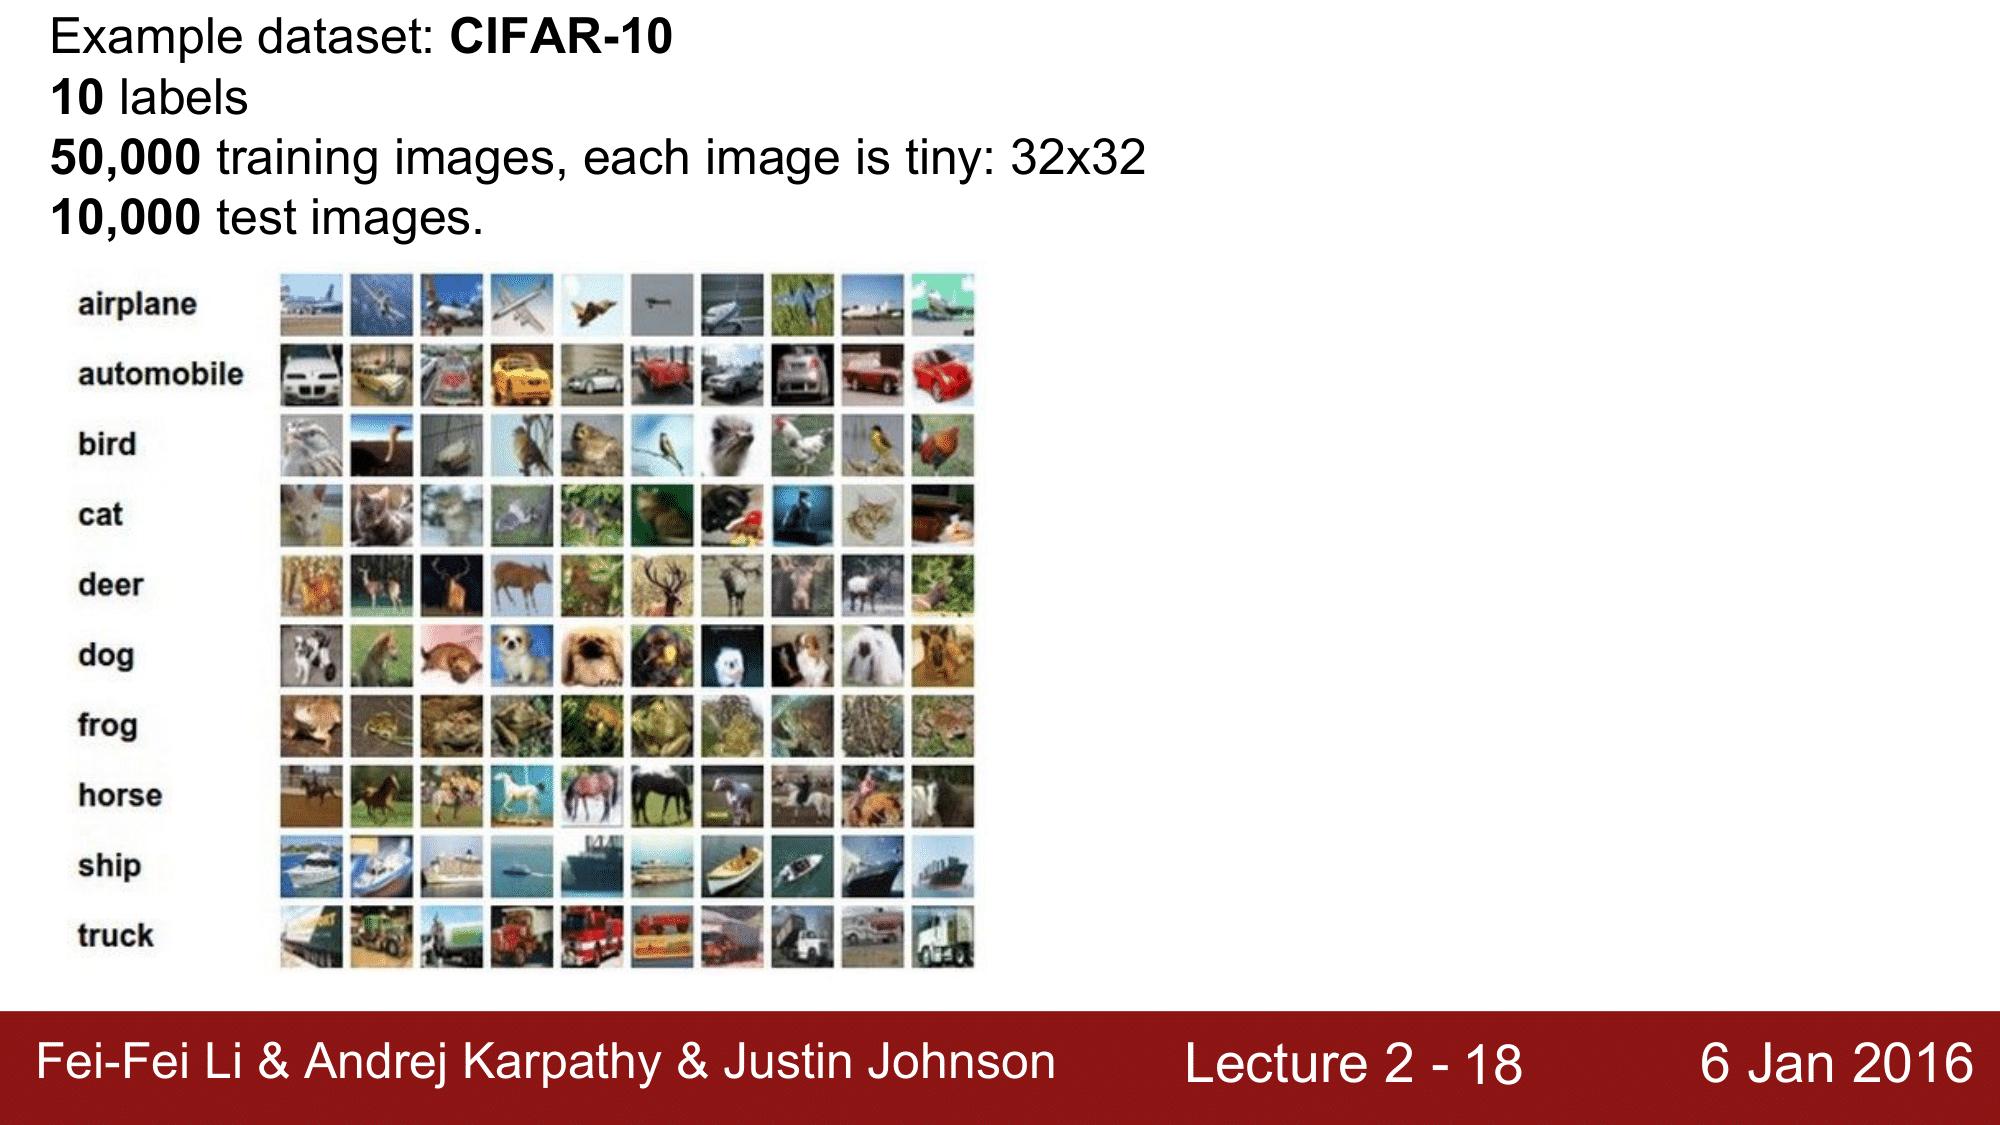 Example dataset: CIFAR-10
10 labels
50,000 training images, each image is tiny: 32x32
10,000 test images.
airplane
automobile
bird
cat
deer
dog
frog
horse
ship
truck
Fei-Fei Li & Andrej Karpathy & Justin Johnson
Lecture 2 - 18
6 Jan 2016